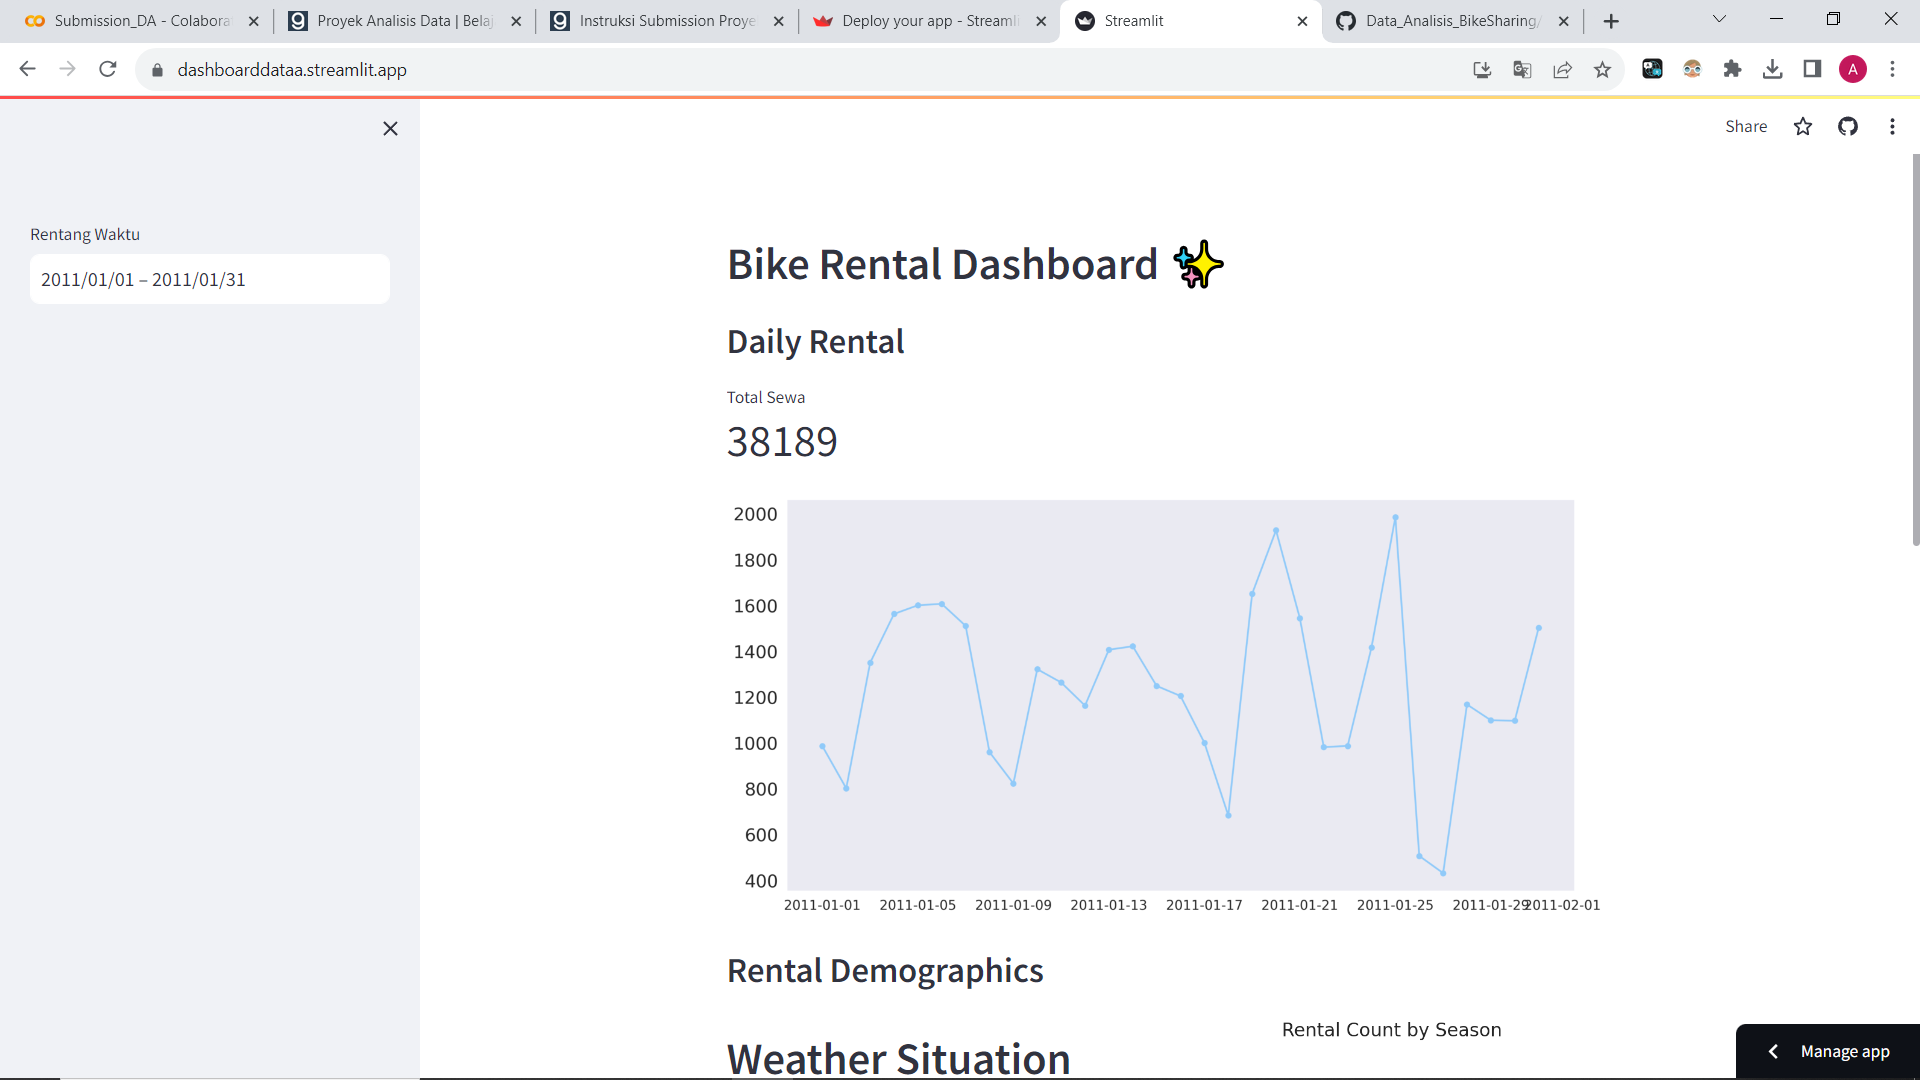 Submission_DA - Colabora
Proyek Analisis Data | Belaj
Instruksi Submission Proye
Deploy your app - Streamli
Streamlit
Data_Analisis_BikeSharing/
dashboarddataa.streamlit.app
A
Share
Rentang Waktu
2011/01/01 – 2011/01/31
Bike Rental Dashboard
Daily Rental
Total Sewa
38189
2000
1800
1600
1400
1200
1000
800
600
400
2011-01-01 2011-01-05 2011-01-09 2011-01-13 2011-01-17 2011-01-21 2011-01-25 2011-01-29 2011-02-01
Rental Demographics
Rental Count by Season
Weather Situation
Manage app